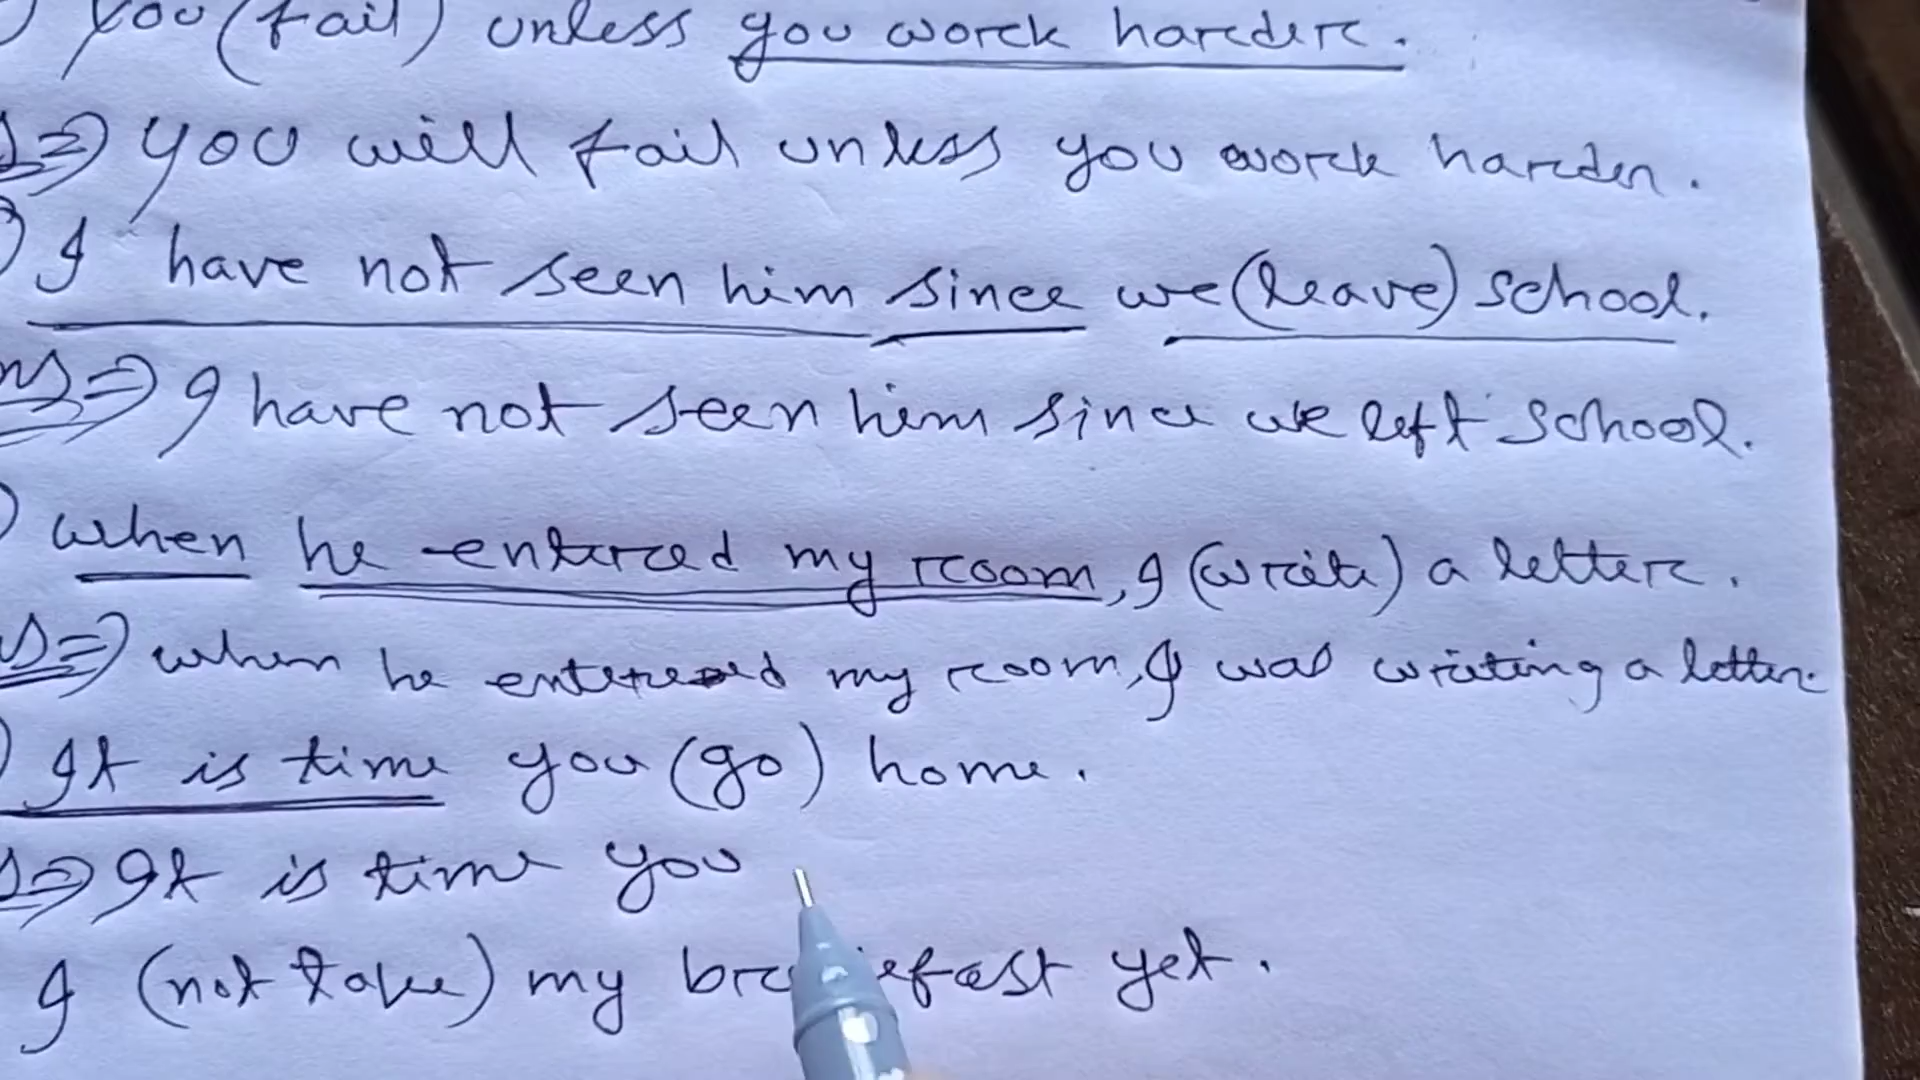 you (fail) unless you work harder.
⇒ you will fail unless you work harder.
I have not seen him since we (leave) school.
ns ⇒ I have not seen him since we left school.
) when he entered my room, I (write) a letter.
s ⇒ when he entered my room, I was writing a letter.
) It is time you (go) home.
s ⇒ It is time you
I (not take) my br efast yet.